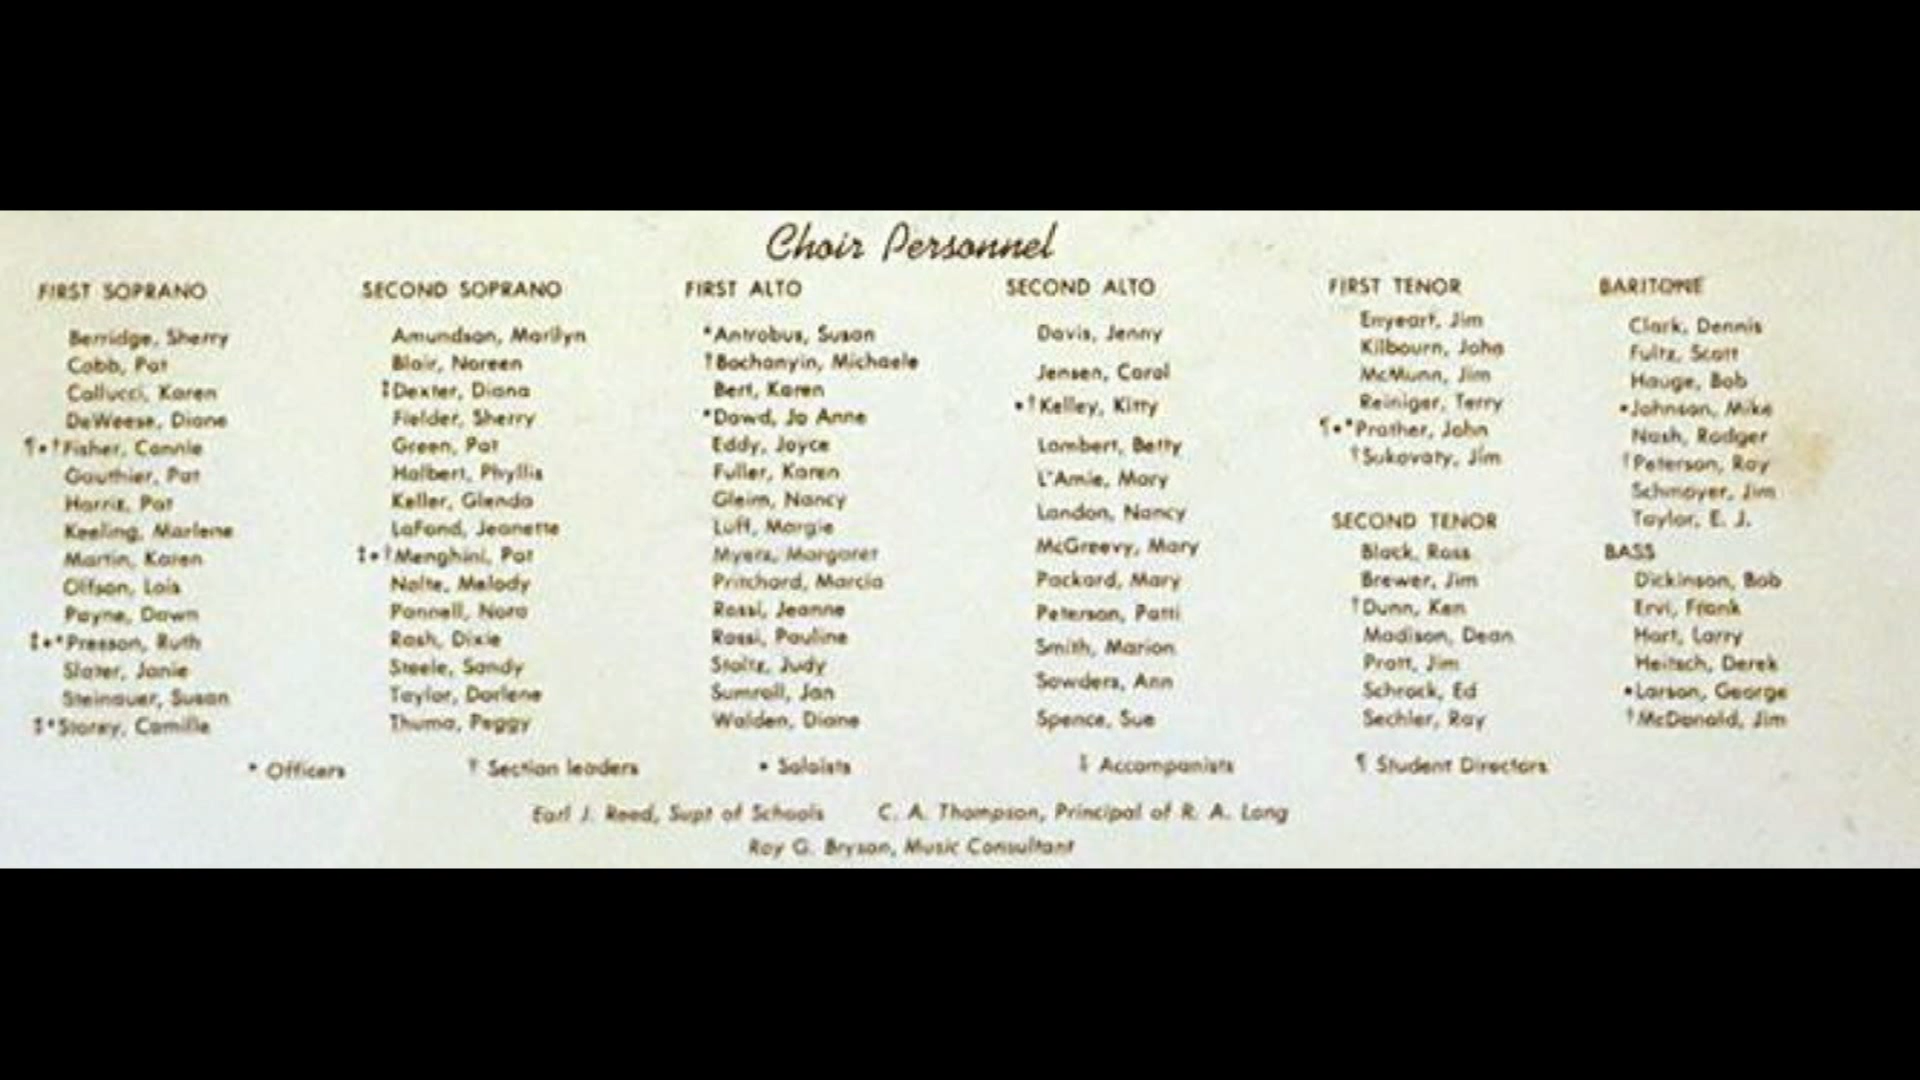 Choir Personnel
FIRST SOPRANO
Berridge, Sherry
Cobb, Pat
Collucci, Karen
DeWeese, Diane
¶•†Fisher, Connie
Gauthier, Pat
Harris, Pat
Keeling, Marlene
Martin, Karen
Olfson, Lois
Payne, Dawn
‡•*Presson, Ruth
Slater, Janie
Steinauer, Susan
‡*Storey, Camille
SECOND SOPRANO
Amundson, Marilyn
Blair, Noreen
‡Dexter, Diana
Fielder, Sherry
Green, Pat
Halbert, Phyllis
Keller, Glenda
LaFond, Jeanette
‡•†Menghini, Pat
Nolte, Melody
Pannell, Nora
Rash, Dixie
Steele, Sandy
Taylor, Darlene
Thuma, Peggy
FIRST ALTO
*Antrobus, Susan
†Bochanyin, Michaele
Bert, Karen
*Dowd, Jo Anne
Eddy, Joyce
Fuller, Karen
Gleim, Nancy
Luff, Margie
Myers, Margaret
Pritchard, Marcia
Rossi, Jeanne
Rossi, Pauline
Stoltz, Judy
Sumrall, Jan
Walden, Diane
SECOND ALTO
Davis, Jenny
Jensen, Carol
•†Kelley, Kitty
Lambert, Betty
L'Amie, Mary
Landon, Nancy
McGreevy, Mary
Packard, Mary
Peterson, Patti
Smith, Marion
Sowders, Ann
Spence, Sue
FIRST TENOR
Enyeart, Jim
Kilbourn, John
McMunn, Jim
Reiniger, Terry
¶•*Prather, John
†Sukovaty, Jim
SECOND TENOR
Black, Ross
Brewer, Jim
†Dunn, Ken
Madison, Dean
Pratt, Jim
Schrock, Ed
Sechler, Ray
BARITONE
Clark, Dennis
Fultz, Scott
Hauge, Bob
•Johnson, Mike
Nash, Rodger
†Peterson, Ray
Schmoyer, Jim
Taylor, E. J.
BASS
Dickinson, Bob
Ervi, Frank
Hart, Larry
Heitsch, Derek
•Larson, George
†McDonald, Jim
* Officers † Section leaders • Soloists ‡ Accompanists ¶ Student Directors
Earl J. Reed, Supt of Schools C. A. Thompson, Principal of R. A. Long
Roy G. Bryson, Music Consultant